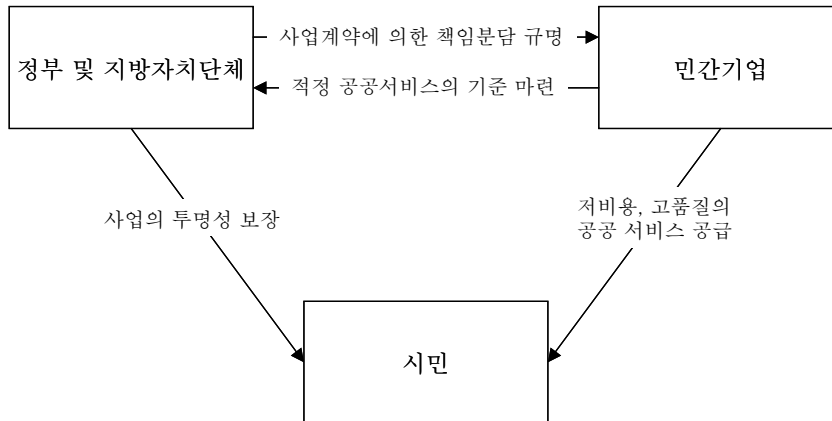 사업계약에 의한 책임분담 규명
정부 및 지방자치단체
민간기업
적정 공공서비스의 기준 마련
사업의 투명성 보장
저비용, 고품질의
공공 서비스 공급
시민